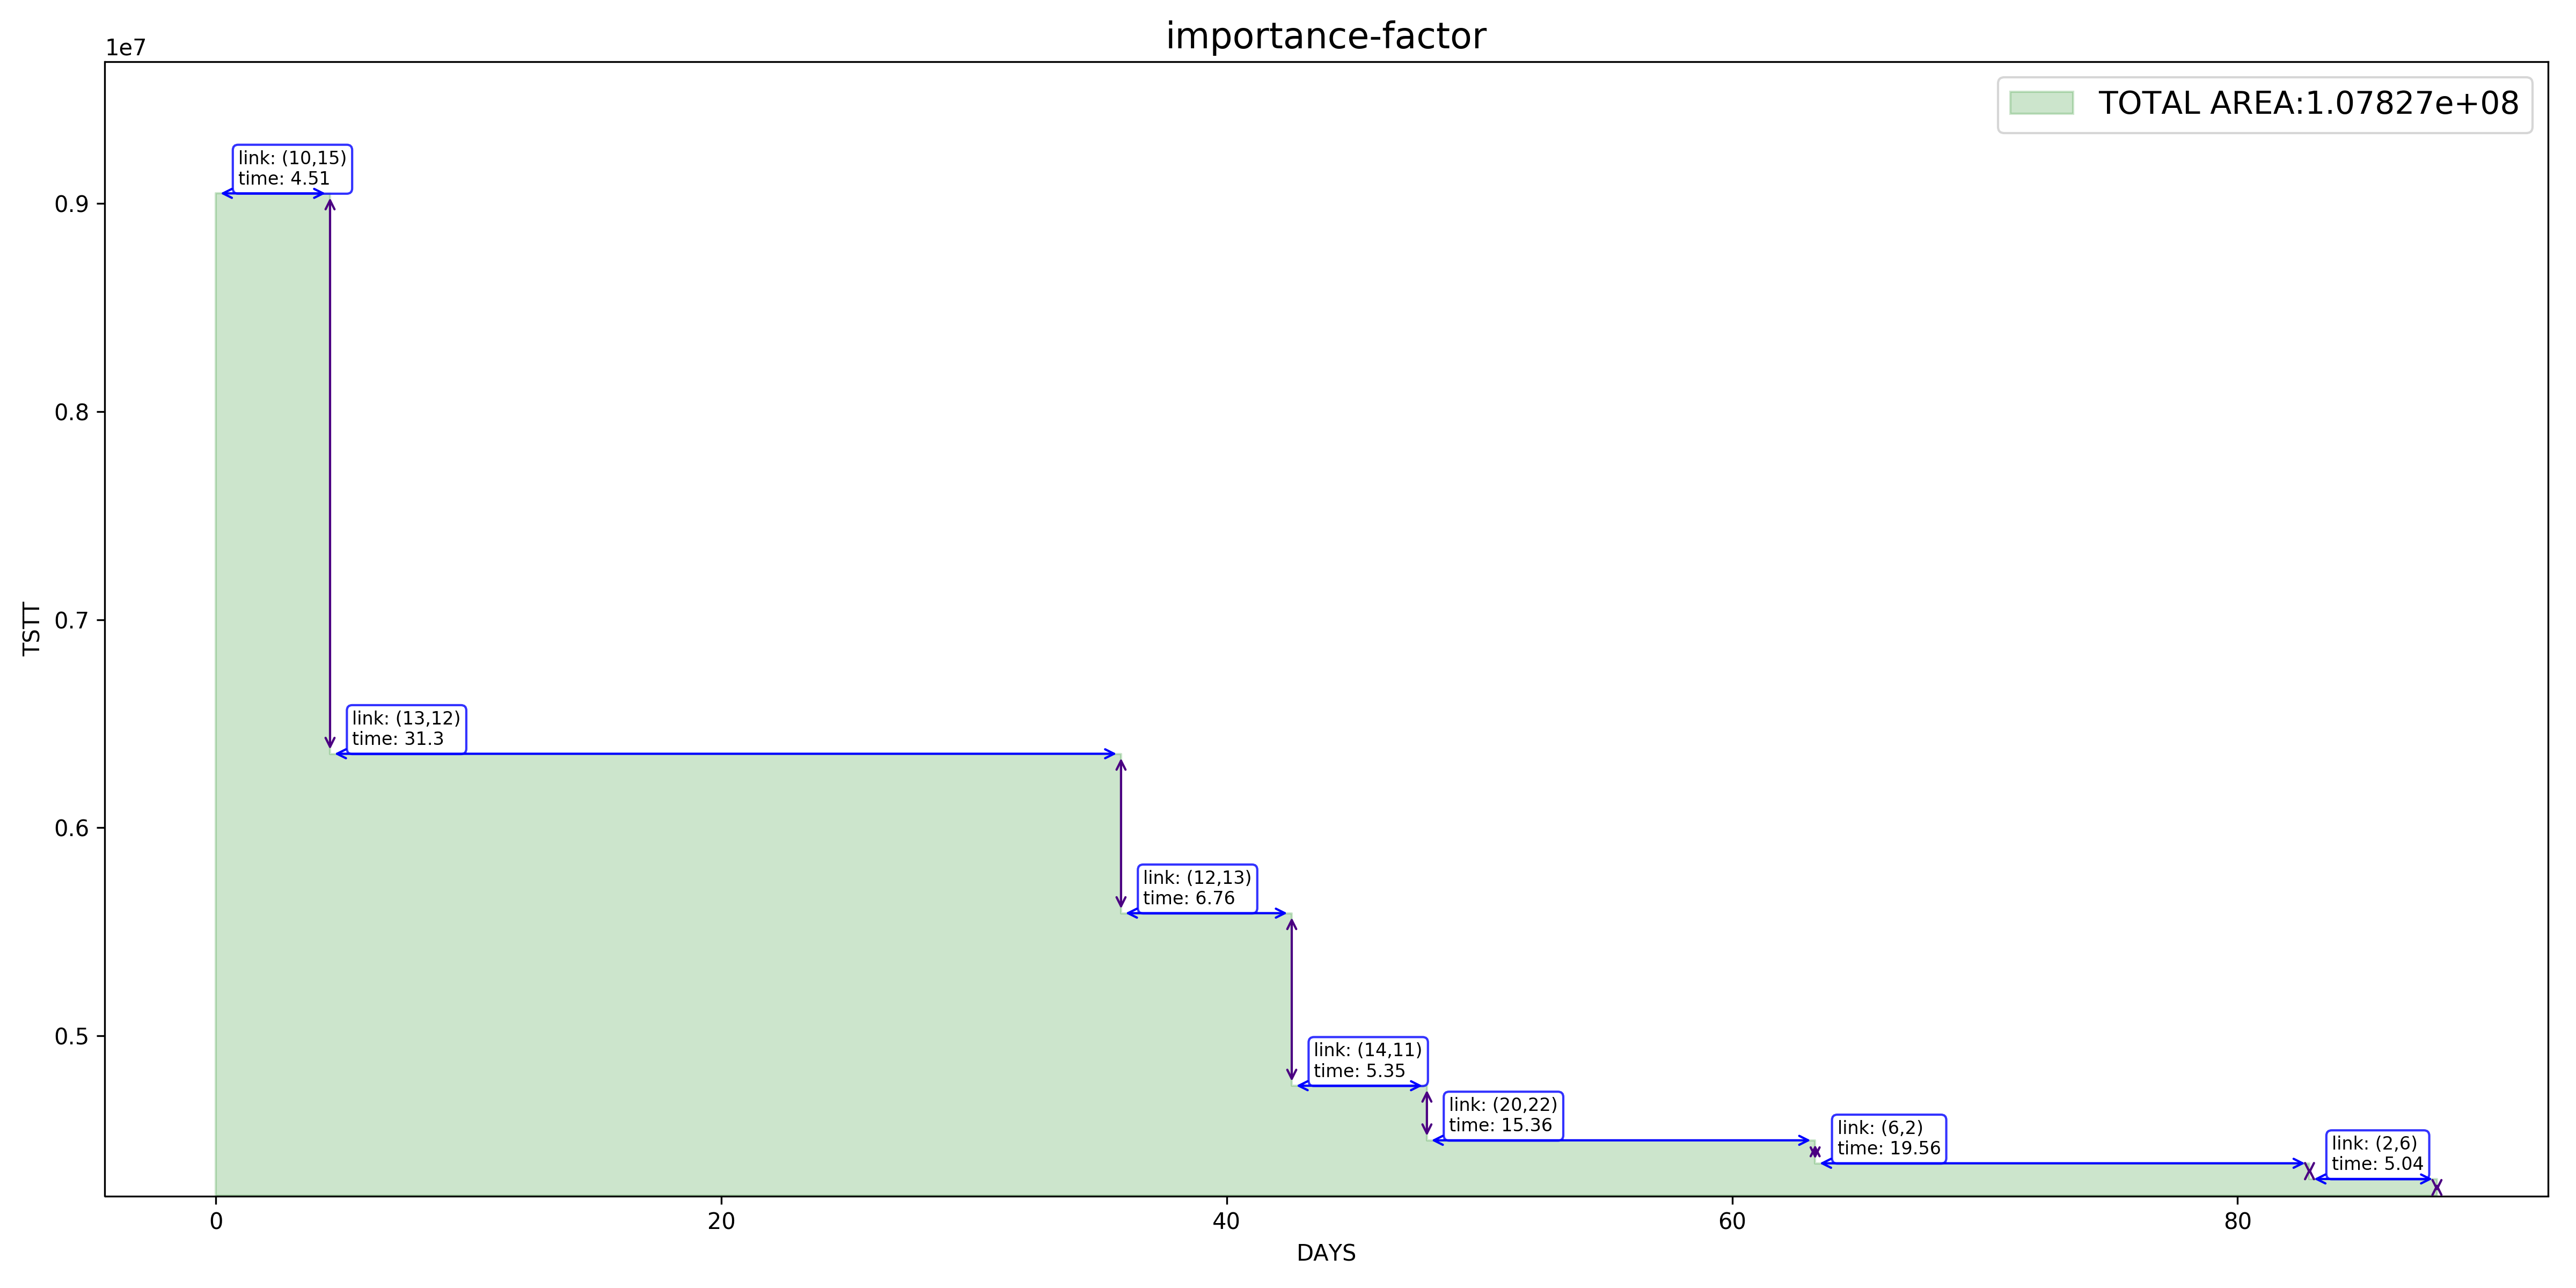 importance-factor
1e7
TOTAL AREA:1.07827e+08
link: (10,15)
time: 4.51
0.9
0.8
0.7
TSTT
link: (13,12)
time: 31.3
0.6
link: (12,13)
time: 6.76
0.5
link: (14,11)
time: 5.35
link: (20,22)
time: 15.36
link: (6,2)
time: 19.56
link: (2,6)
time: 5.04
0
20
40
60
80
DAYS